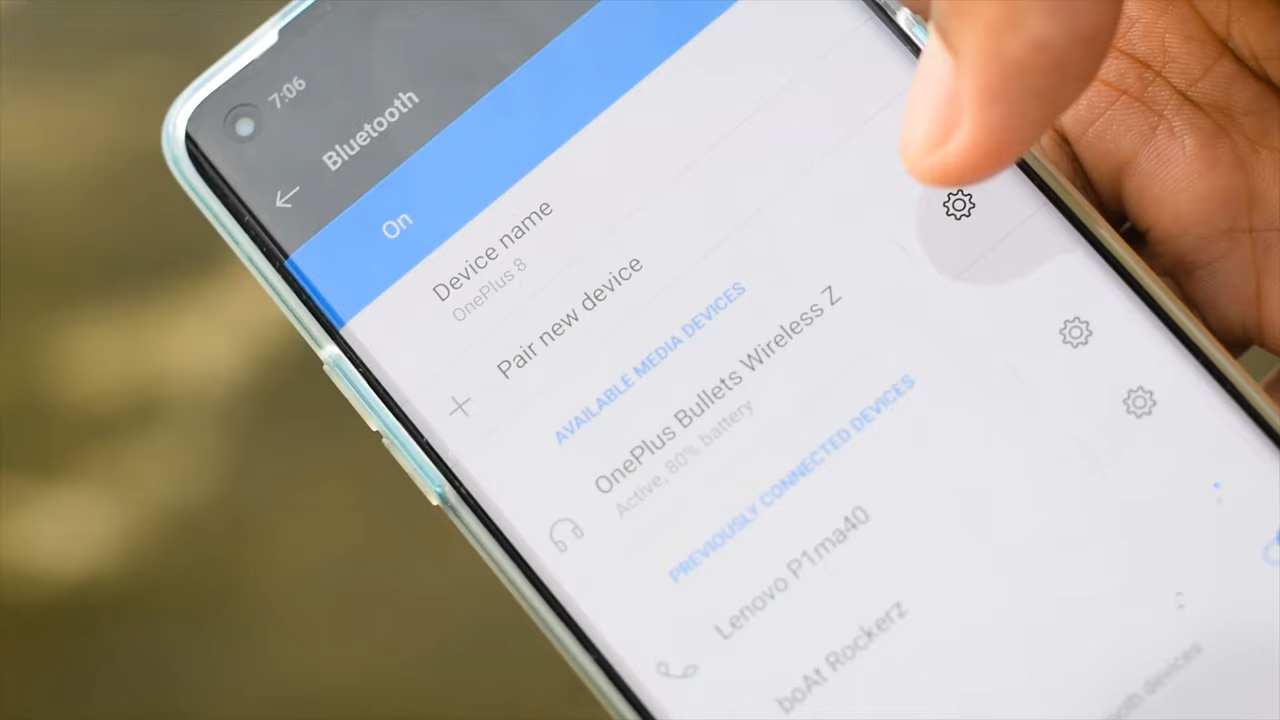 7:06
Bluetooth
On
Device name
OnePlus 8
Pair new device
AVAILABLE MEDIA DEVICES
OnePlus Bullets Wireless Z
Active, 80% battery
PREVIOUSLY CONNECTED DEVICES
Lenovo P1ma40
boAt Rockerz
devices